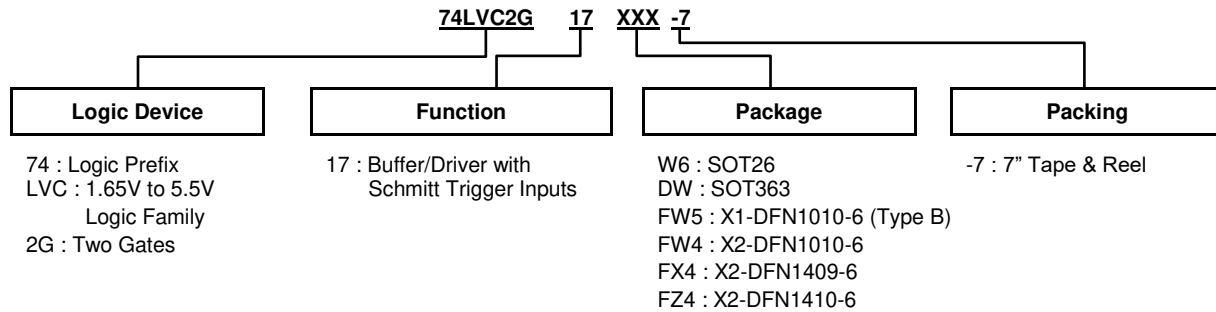 74LVC2G 17 XXX -7
Logic Device
74 : Logic Prefix
LVC : 1.65V to 5.5V
Logic Family
2G : Two Gates
Function
17 : Buffer/Driver with
Schmitt Trigger Inputs
Package
W6 : SOT26
DW : SOT363
FW5 : X1-DFN1010-6 (Type B)
FW4 : X2-DFN1010-6
FX4 : X2-DFN1409-6
FZ4 : X2-DFN1410-6
Packing
-7 : 7” Tape & Reel